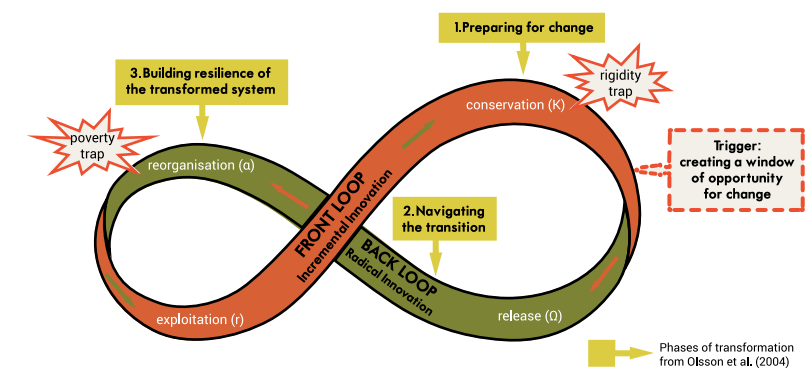 1.Preparing for change
3.Building resilience of
the transformed system
rigidity
trap
conservation (K)
poverty
trap
reorganisation (α)
Trigger:
creating a window
of opportunity
for change
FRONT LOOP
Incremental Innovation
2.Navigating
the transition
BACK LOOP
Radical Innovation
exploitation (r)
release (Ω)
Phases of transformation
from Olsson et al. (2004)